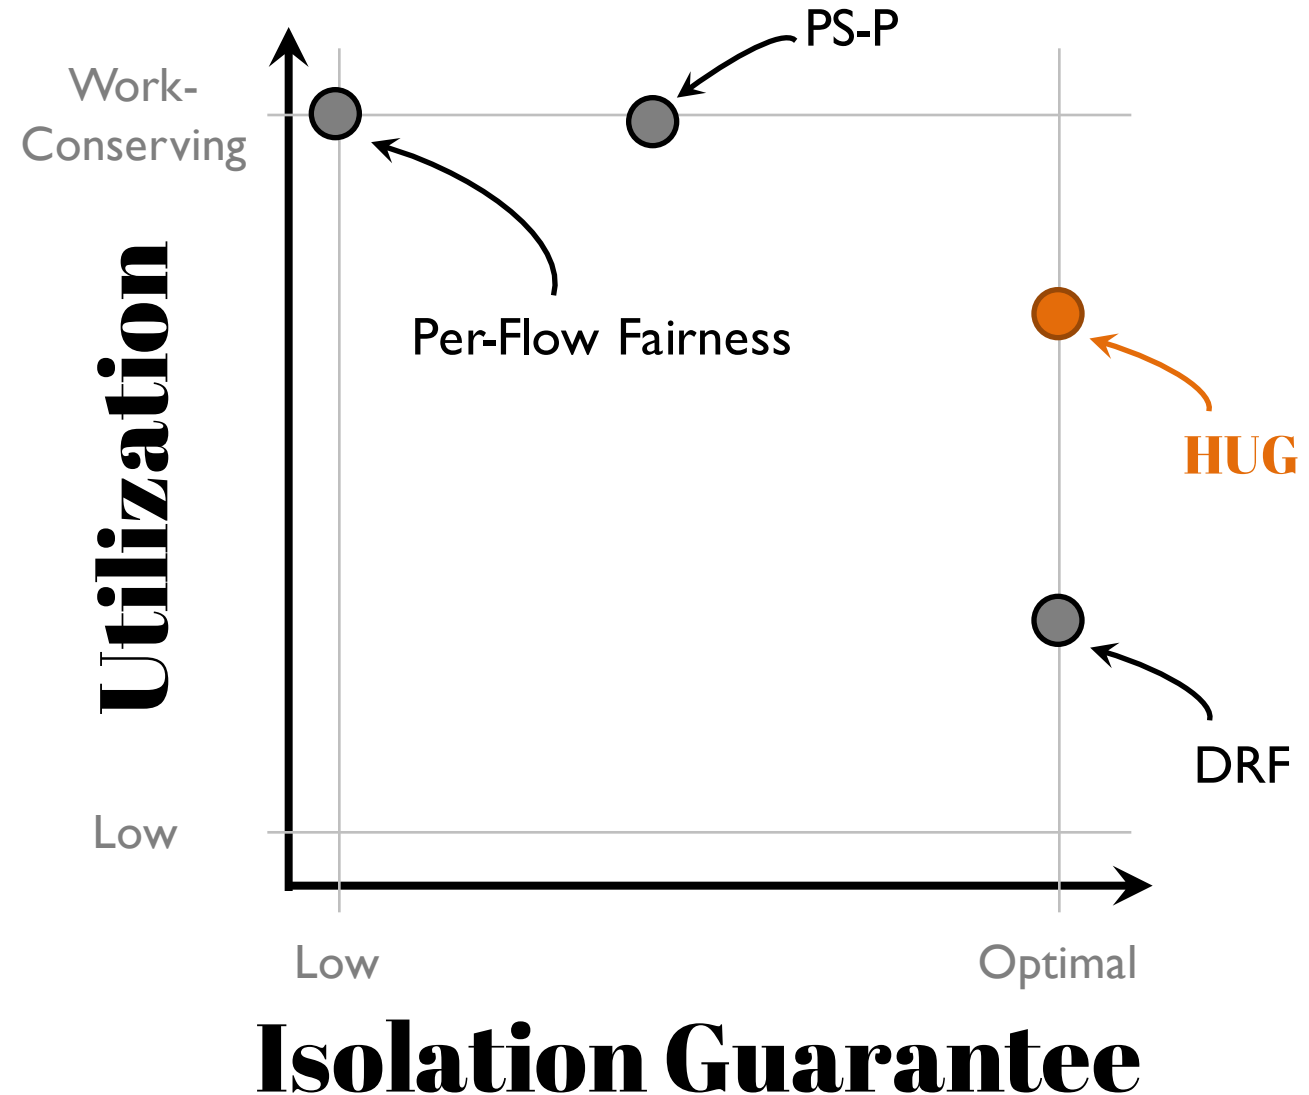 PS-P
Work-
Conserving
Per-Flow Fairness
Utilization
HUG
DRF
Low
Low
Optimal
Isolation Guarantee